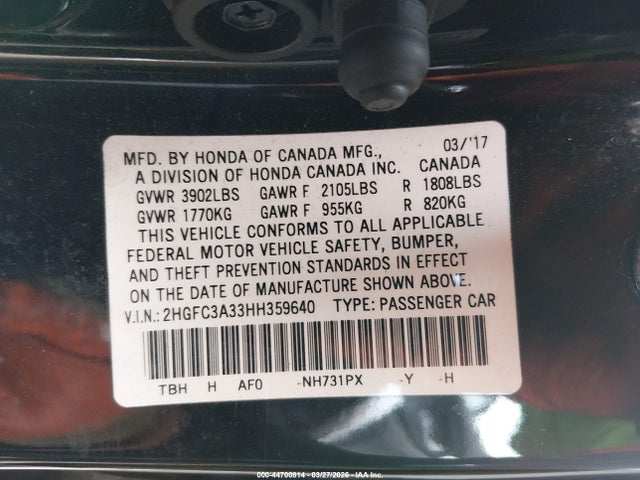 MFD. BY HONDA OF CANADA MFG., 03/'17
A DIVISION OF HONDA CANADA INC. CANADA
GVWR 3902LBS GAWR F 2105LBS R 1808LBS
GVWR 1770KG GAWR F 955KG R 820KG
THIS VEHICLE CONFORMS TO ALL APPLICABLE
FEDERAL MOTOR VEHICLE SAFETY, BUMPER,
AND THEFT PREVENTION STANDARDS IN EFFECT
ON THE DATE OF MANUFACTURE SHOWN ABOVE.
V.I.N.: 2HGFC3A33HH359640 TYPE: PASSENGER CAR
TBH H AF0 -NH731PX -Y -H
000-44700814 - 03/27/2026 - IAA Inc.